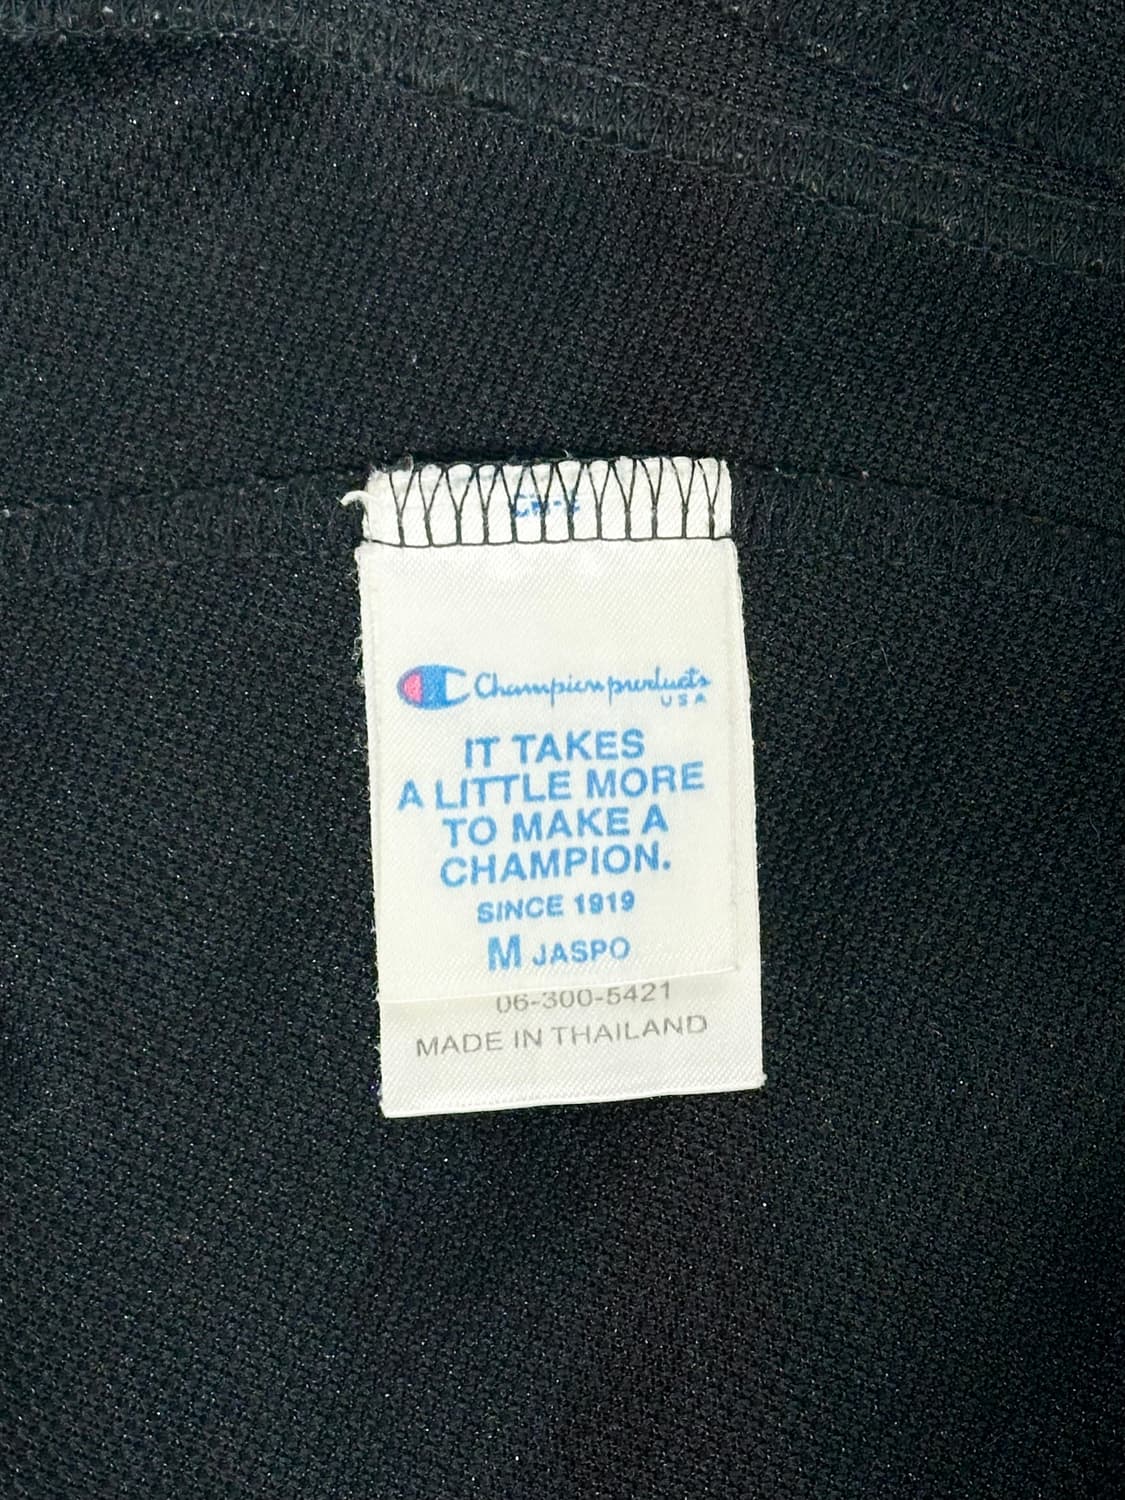 Champion products
USA
IT TAKES
A LITTLE MORE
TO MAKE A
CHAMPION.
SINCE 1919
M JASPO
06-300-5421
MADE IN THAILAND